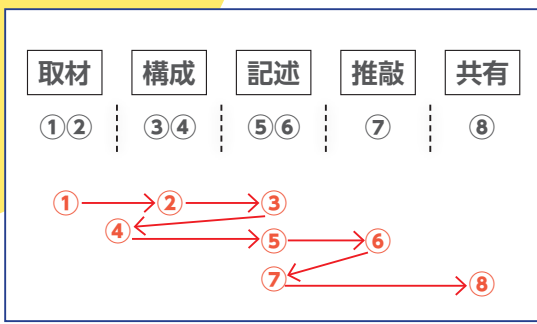 取材 構成 記述 推敲 共有
①② ③④ ⑤⑥ ⑦ ⑧
① ② ③
④
⑤ ⑥
⑦ ⑧